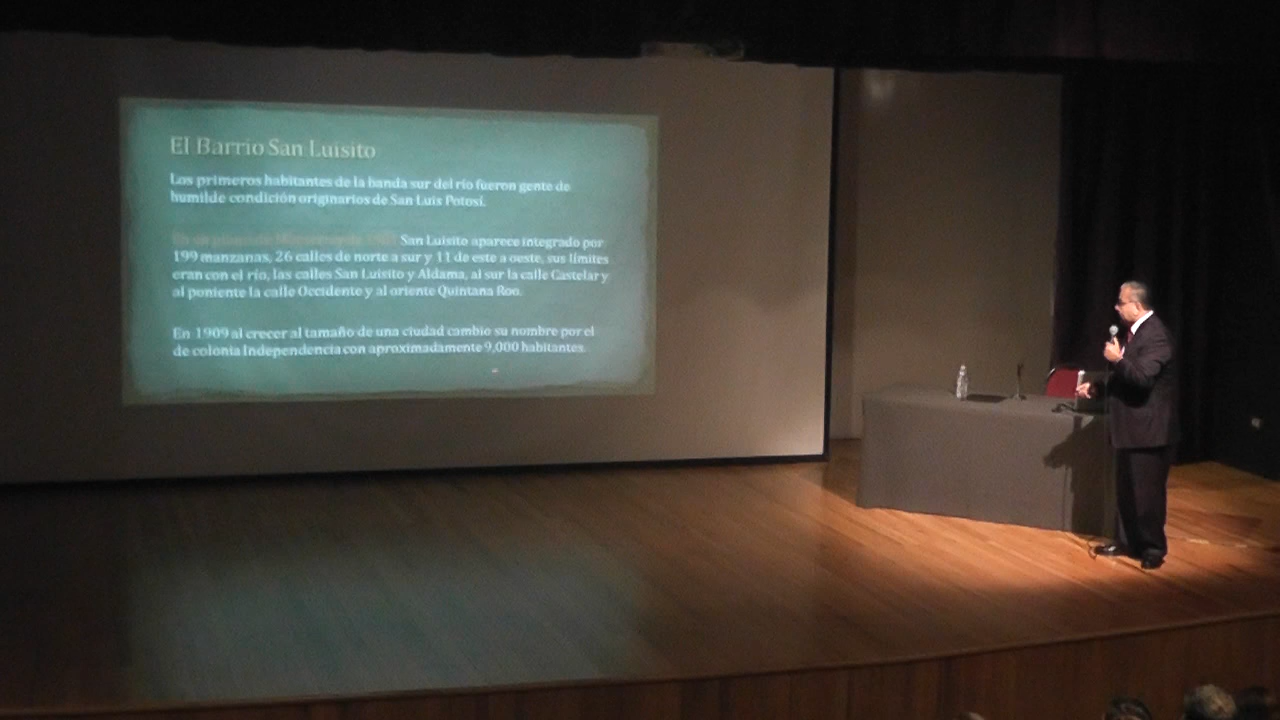 El Barrio San Luisito
Los primeros habitantes de la banda sur del río fueron gente de
humilde condición originarios de San Luis Potosí.
San Luisito aparece integrado por
199 manzanas, 26 calles de norte a sur y 11 de este a oeste, sus límites
eran con el río, las calles San Luisito y Aldama, al sur la calle Castelar y
al poniente la calle Occidente y al oriente Quintana Roo.
En 1909 al crecer al tamaño de una ciudad cambio su nombre por el
de colonia Independencia con aproximadamente 9,000 habitantes.